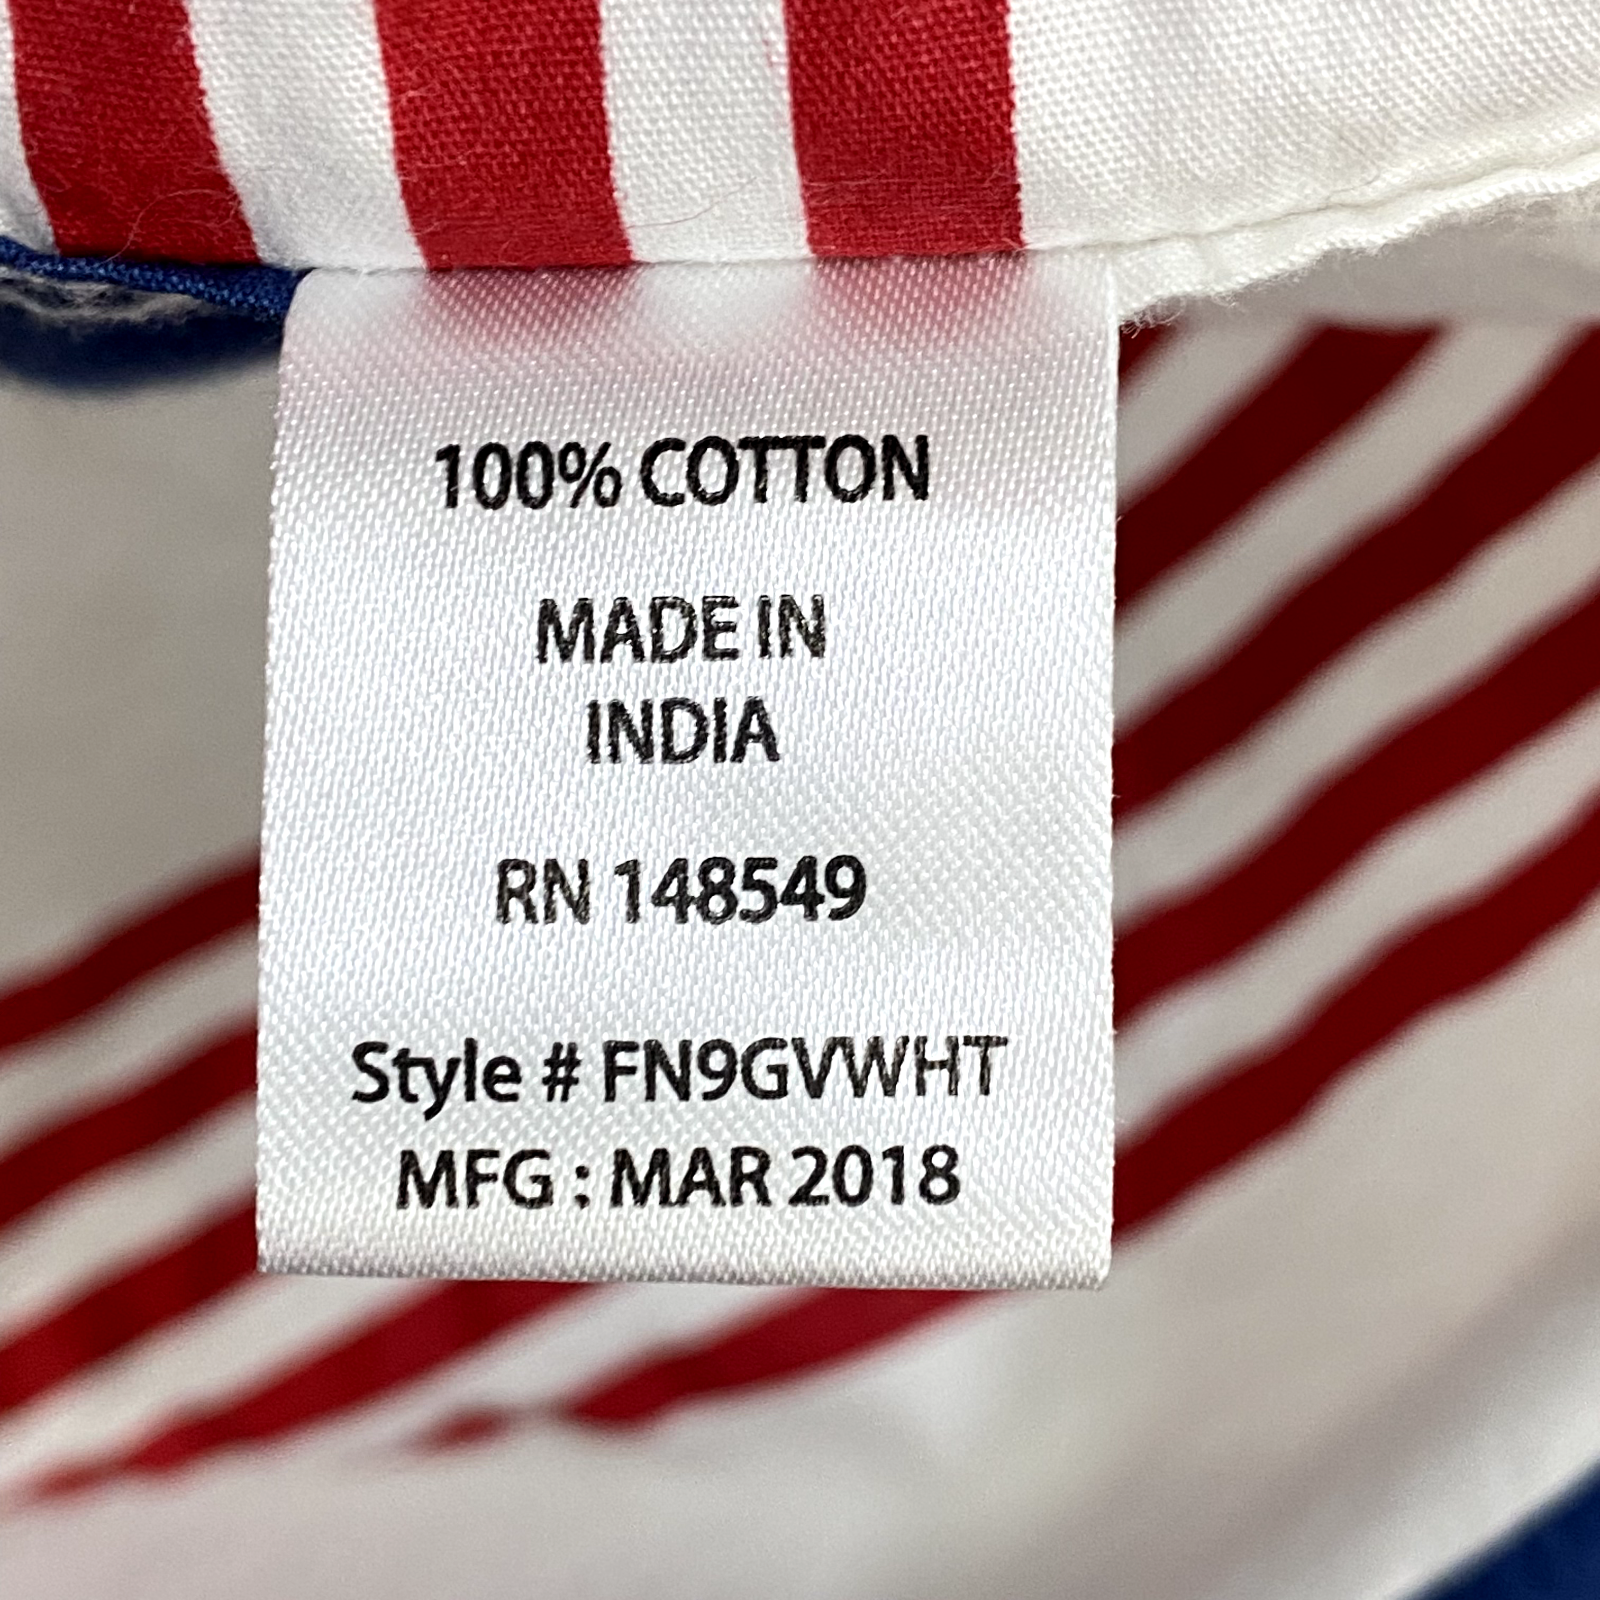 100% COTTON
MADE IN
INDIA
RN 148549
Style # FN9GVWHT
MFG : MAR 2018